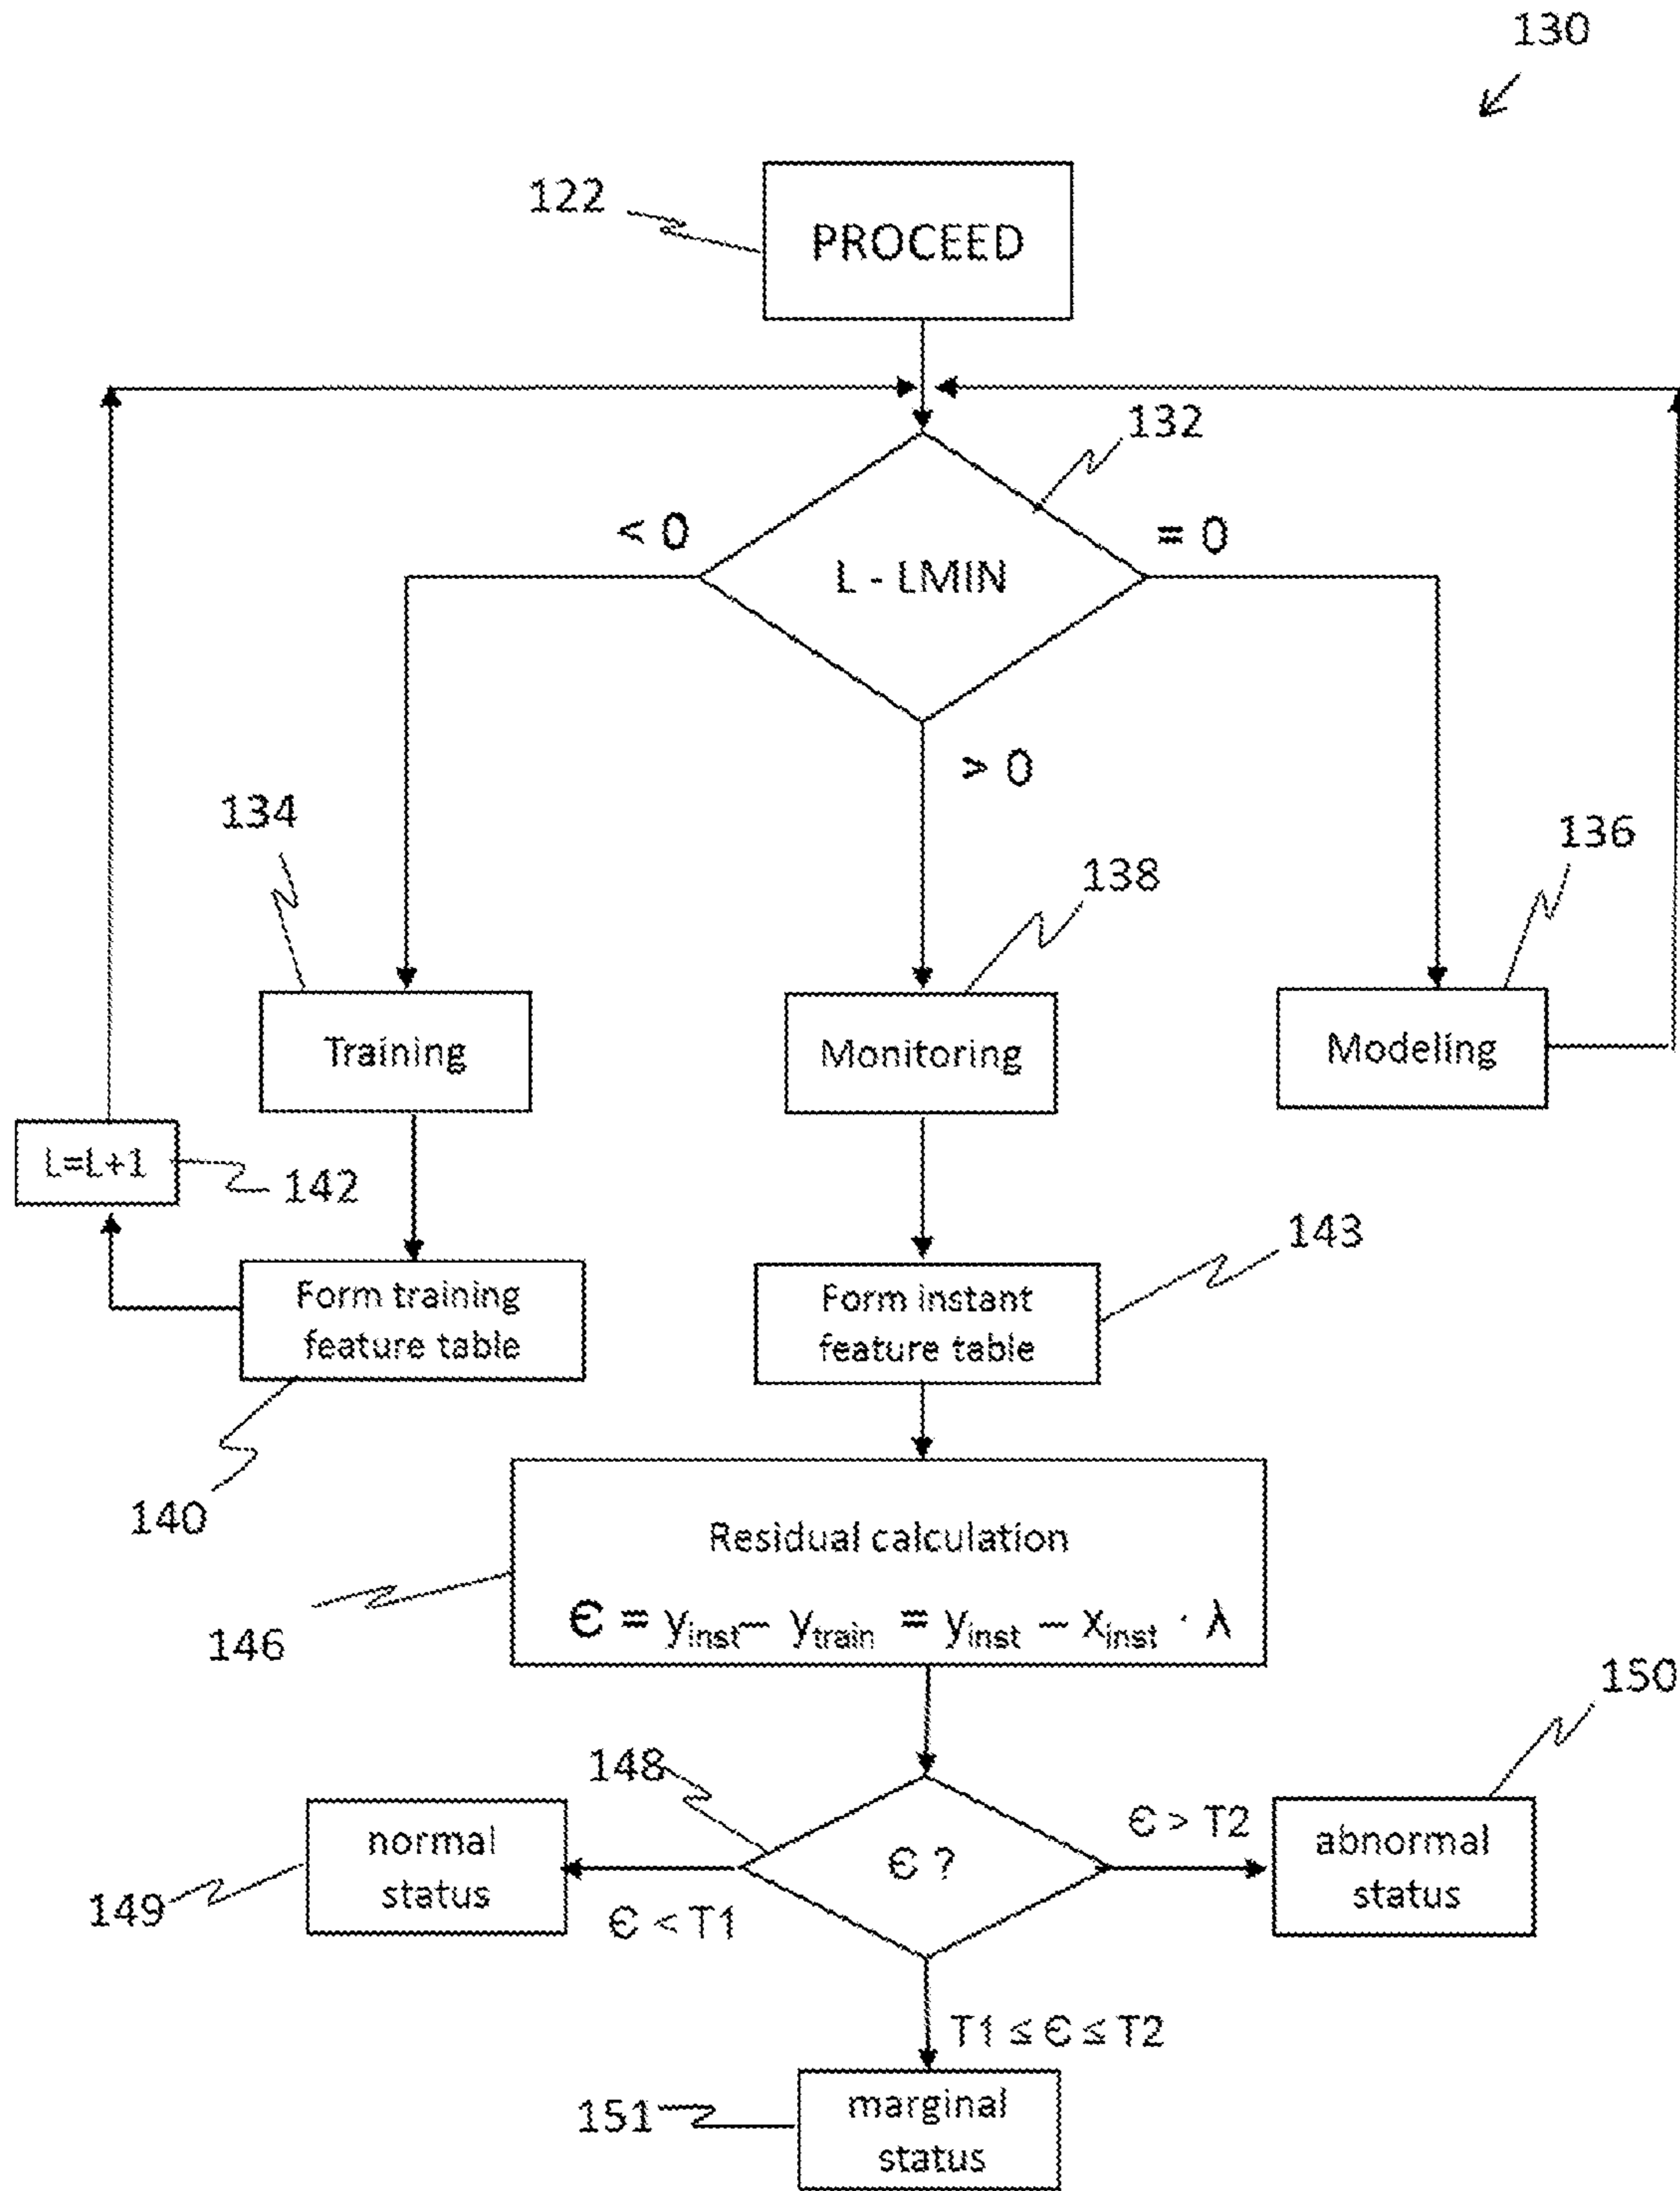 130
122
PROCEED
132
< 0
= 0
L - LMIN
> 0
134
138
136
Training
Monitoring
Modeling
L=L+1
142
143
Form training
feature table
Form instant
feature table
140
Residual calculation
Є = yinst– ytrain = yinst – xinst · λ
146
150
148
normal
status
Є ?
Є > T2
abnormal
status
149
Є < T1
T1 ≤ Є ≤ T2
151
marginal
status